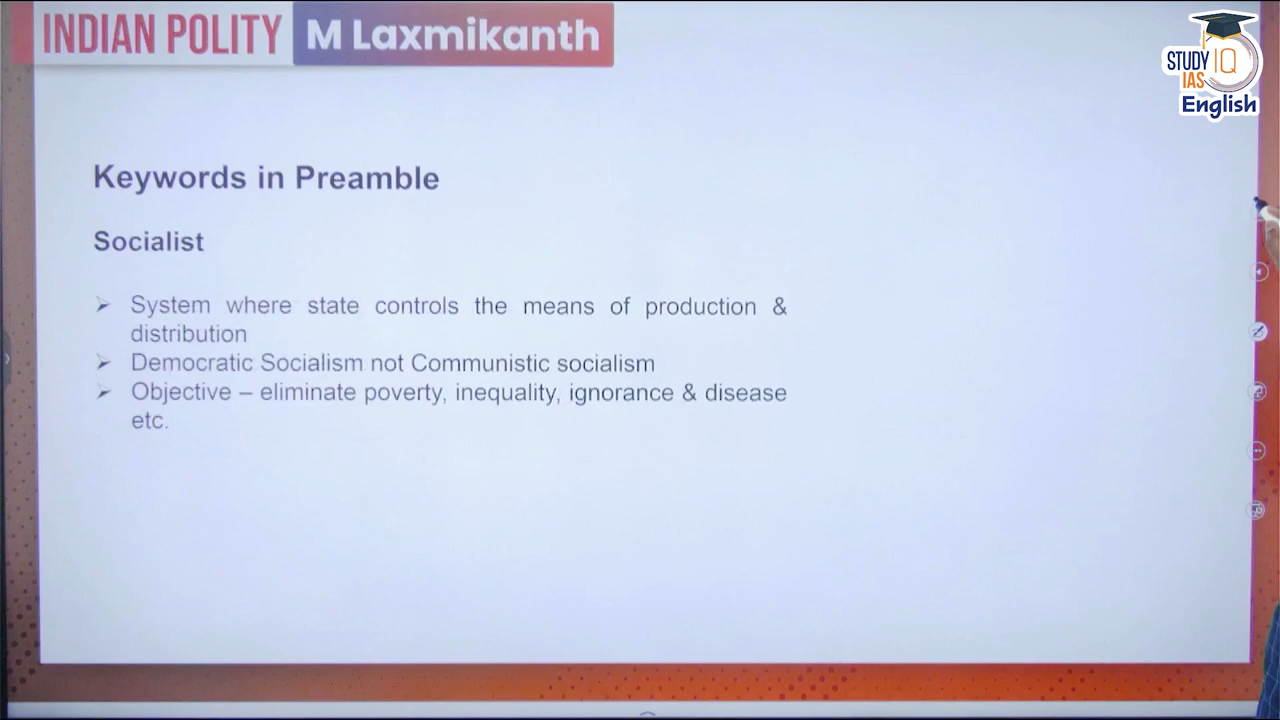 INDIAN POLITY M Laxmikanth
STUDY IQ
IAS
English
Keywords in Preamble
Socialist
➢ System where state controls the means of production &
distribution
➢ Democratic Socialism not Communistic socialism
➢ Objective – eliminate poverty, inequality, ignorance & disease
etc.